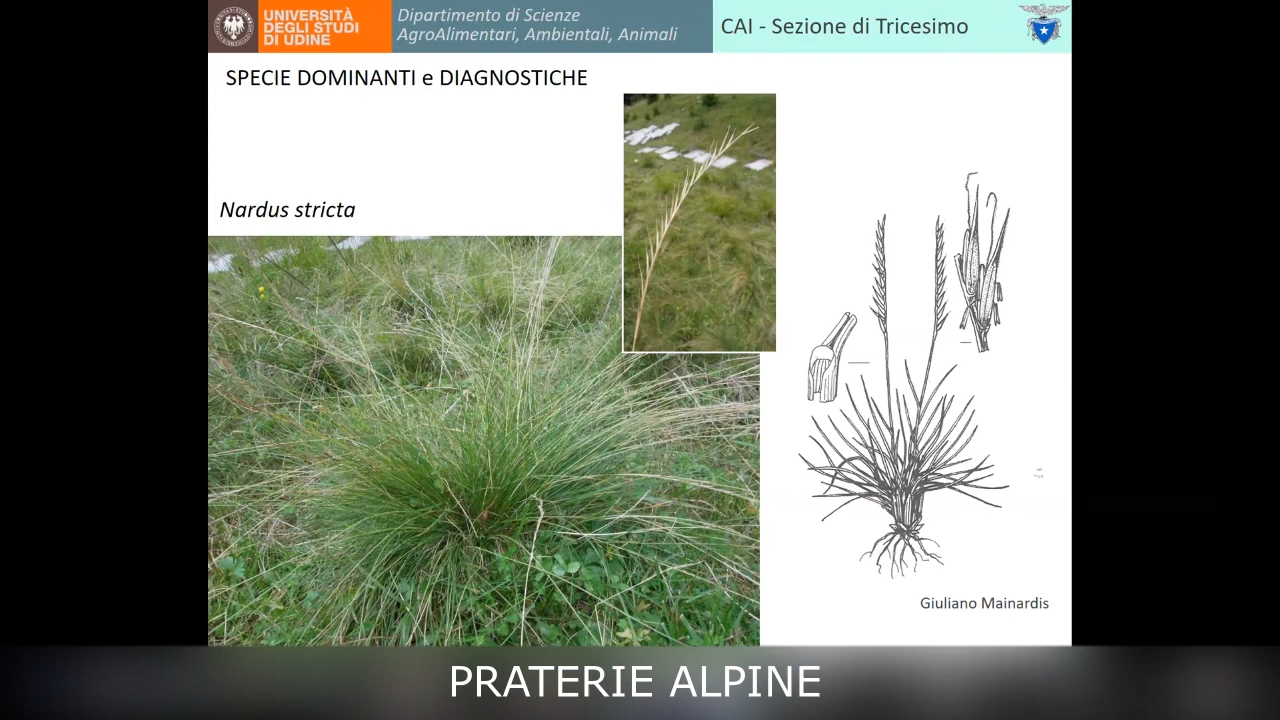 UNIVERSITÀ
DEGLI STUDI
DI UDINE
Dipartimento di Scienze
AgroAlimentari, Ambientali, Animali
CAI - Sezione di Tricesimo
SPECIE DOMINANTI e DIAGNOSTICHE
Nardus stricta
Giuliano Mainardis
PRATERIE ALPINE